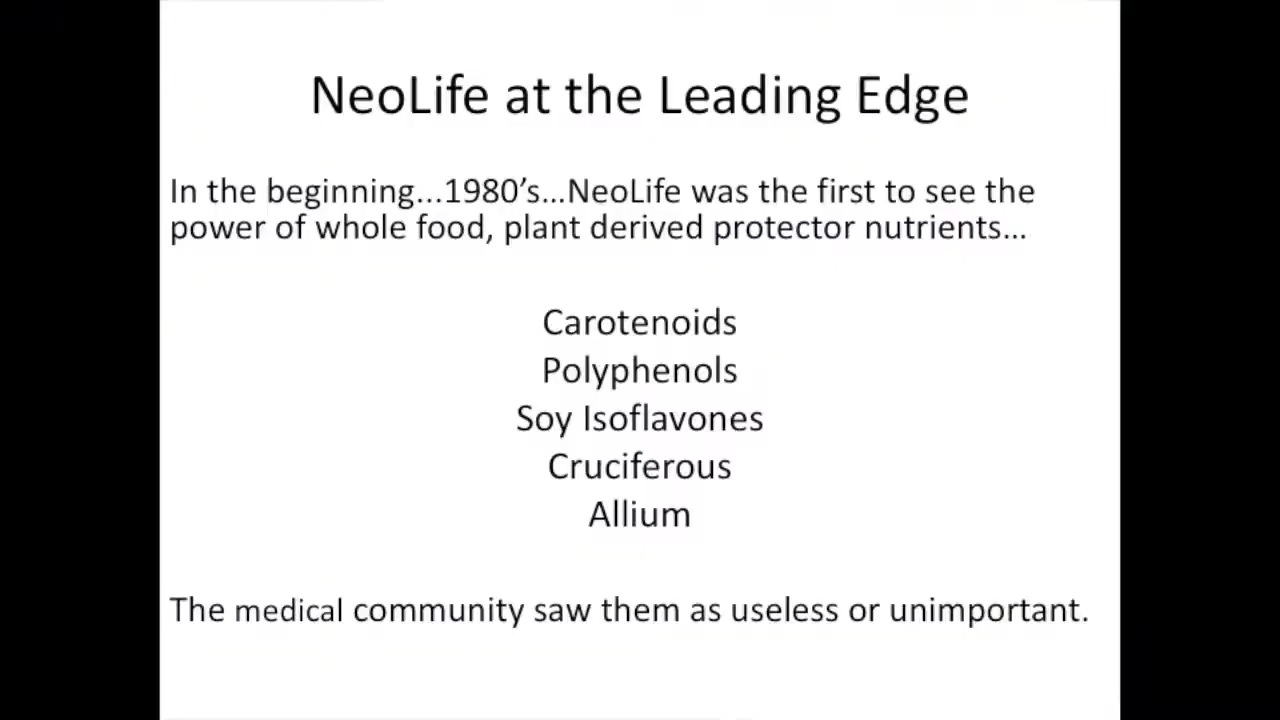 NeoLife at the Leading Edge
In the beginning...1980’s...NeoLife was the first to see the
power of whole food, plant derived protector nutrients...
Carotenoids
Polyphenols
Soy Isoflavones
Cruciferous
Allium
The medical community saw them as useless or unimportant.